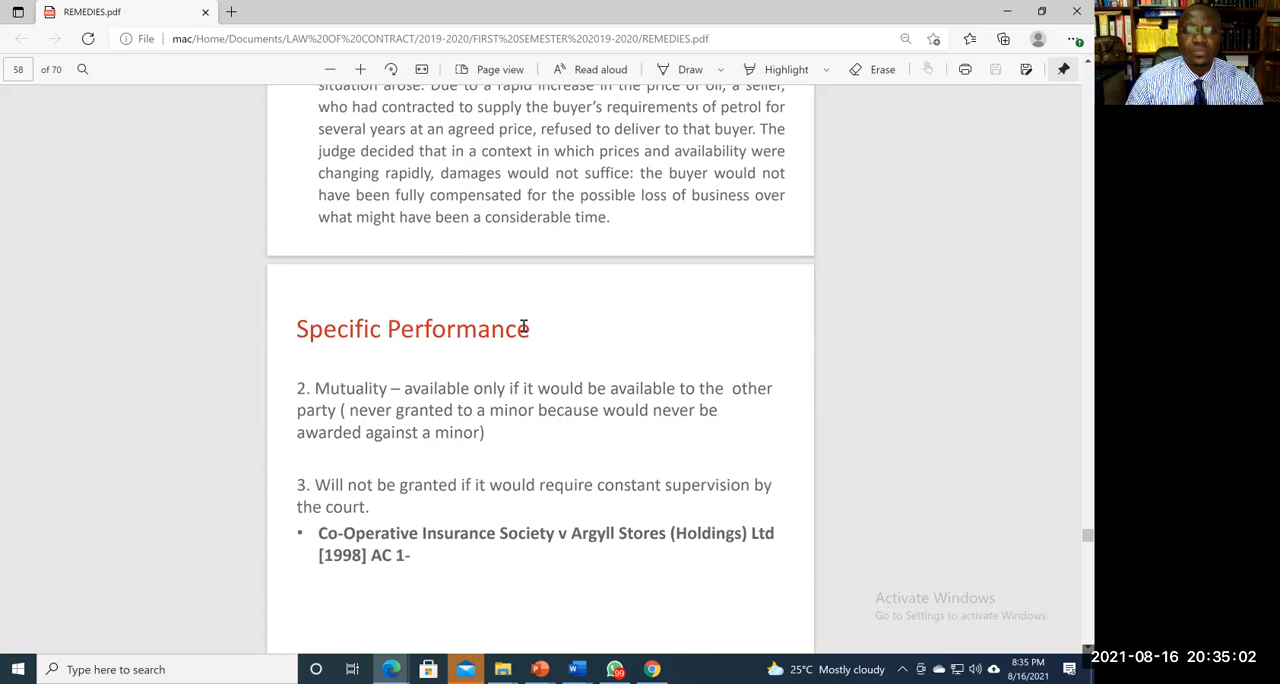 REMEDIES.pdf
File
mac/Home/Documents/LAW%20OF%20CONTRACT/2019-2020/FIRST%20SEMESTER%202019-2020/REMEDIES.pdf
58 of 70
Page view
Read aloud
Draw
Highlight
Erase
situation arose. Due to a rapid increase in the price of oil, a seller,
who had contracted to supply the buyer's requirements of petrol for
several years at an agreed price, refused to deliver to that buyer. The
judge decided that in a context in which prices and availability were
changing rapidly, damages would not suffice: the buyer would not
have been fully compensated for the possible loss of business over
what might have been a considerable time.
Specific Performance
2. Mutuality – available only if it would be available to the other
party ( never granted to a minor because would never be
awarded against a minor)
3. Will not be granted if it would require constant supervision by
the court.
• Co-Operative Insurance Society v Argyll Stores (Holdings) Ltd
[1998] AC 1-
Activate Windows
Go to Settings to activate Windows
Type here to search
99
25°C Mostly cloudy
8:35 PM
8/16/2021
2021-08-16 20:35:02